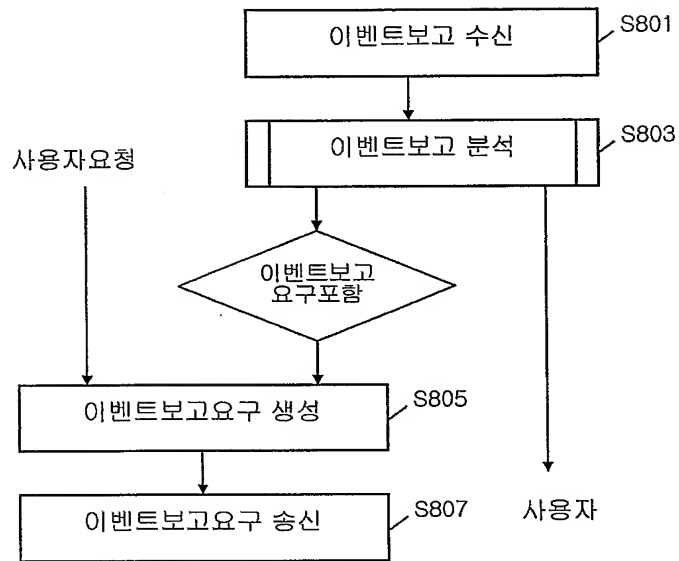 이벤트보고 수신
S801
이벤트보고 분석
S803
사용자요청
이벤트보고
요구포함
이벤트보고요구 생성
S805
이벤트보고요구 송신
S807
사용자